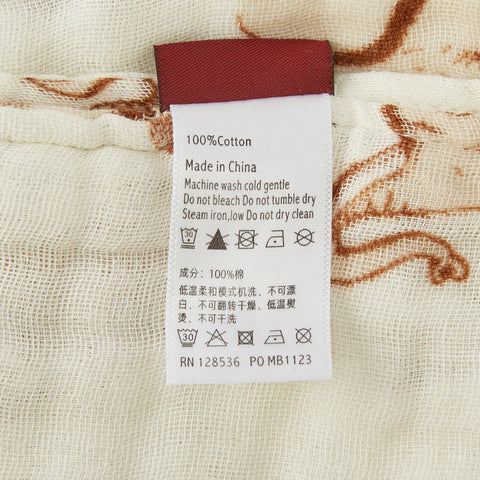 100%Cotton
Made in China
Machine wash cold gentle
Do not bleach Do not tumble dry
Steam iron,low Do not dry clean
30
成分：100%棉
低温柔和模式机洗、不可漂
白、不可翻转干燥、低温熨
烫、不可干洗
30
RN 128536 PO MB1123